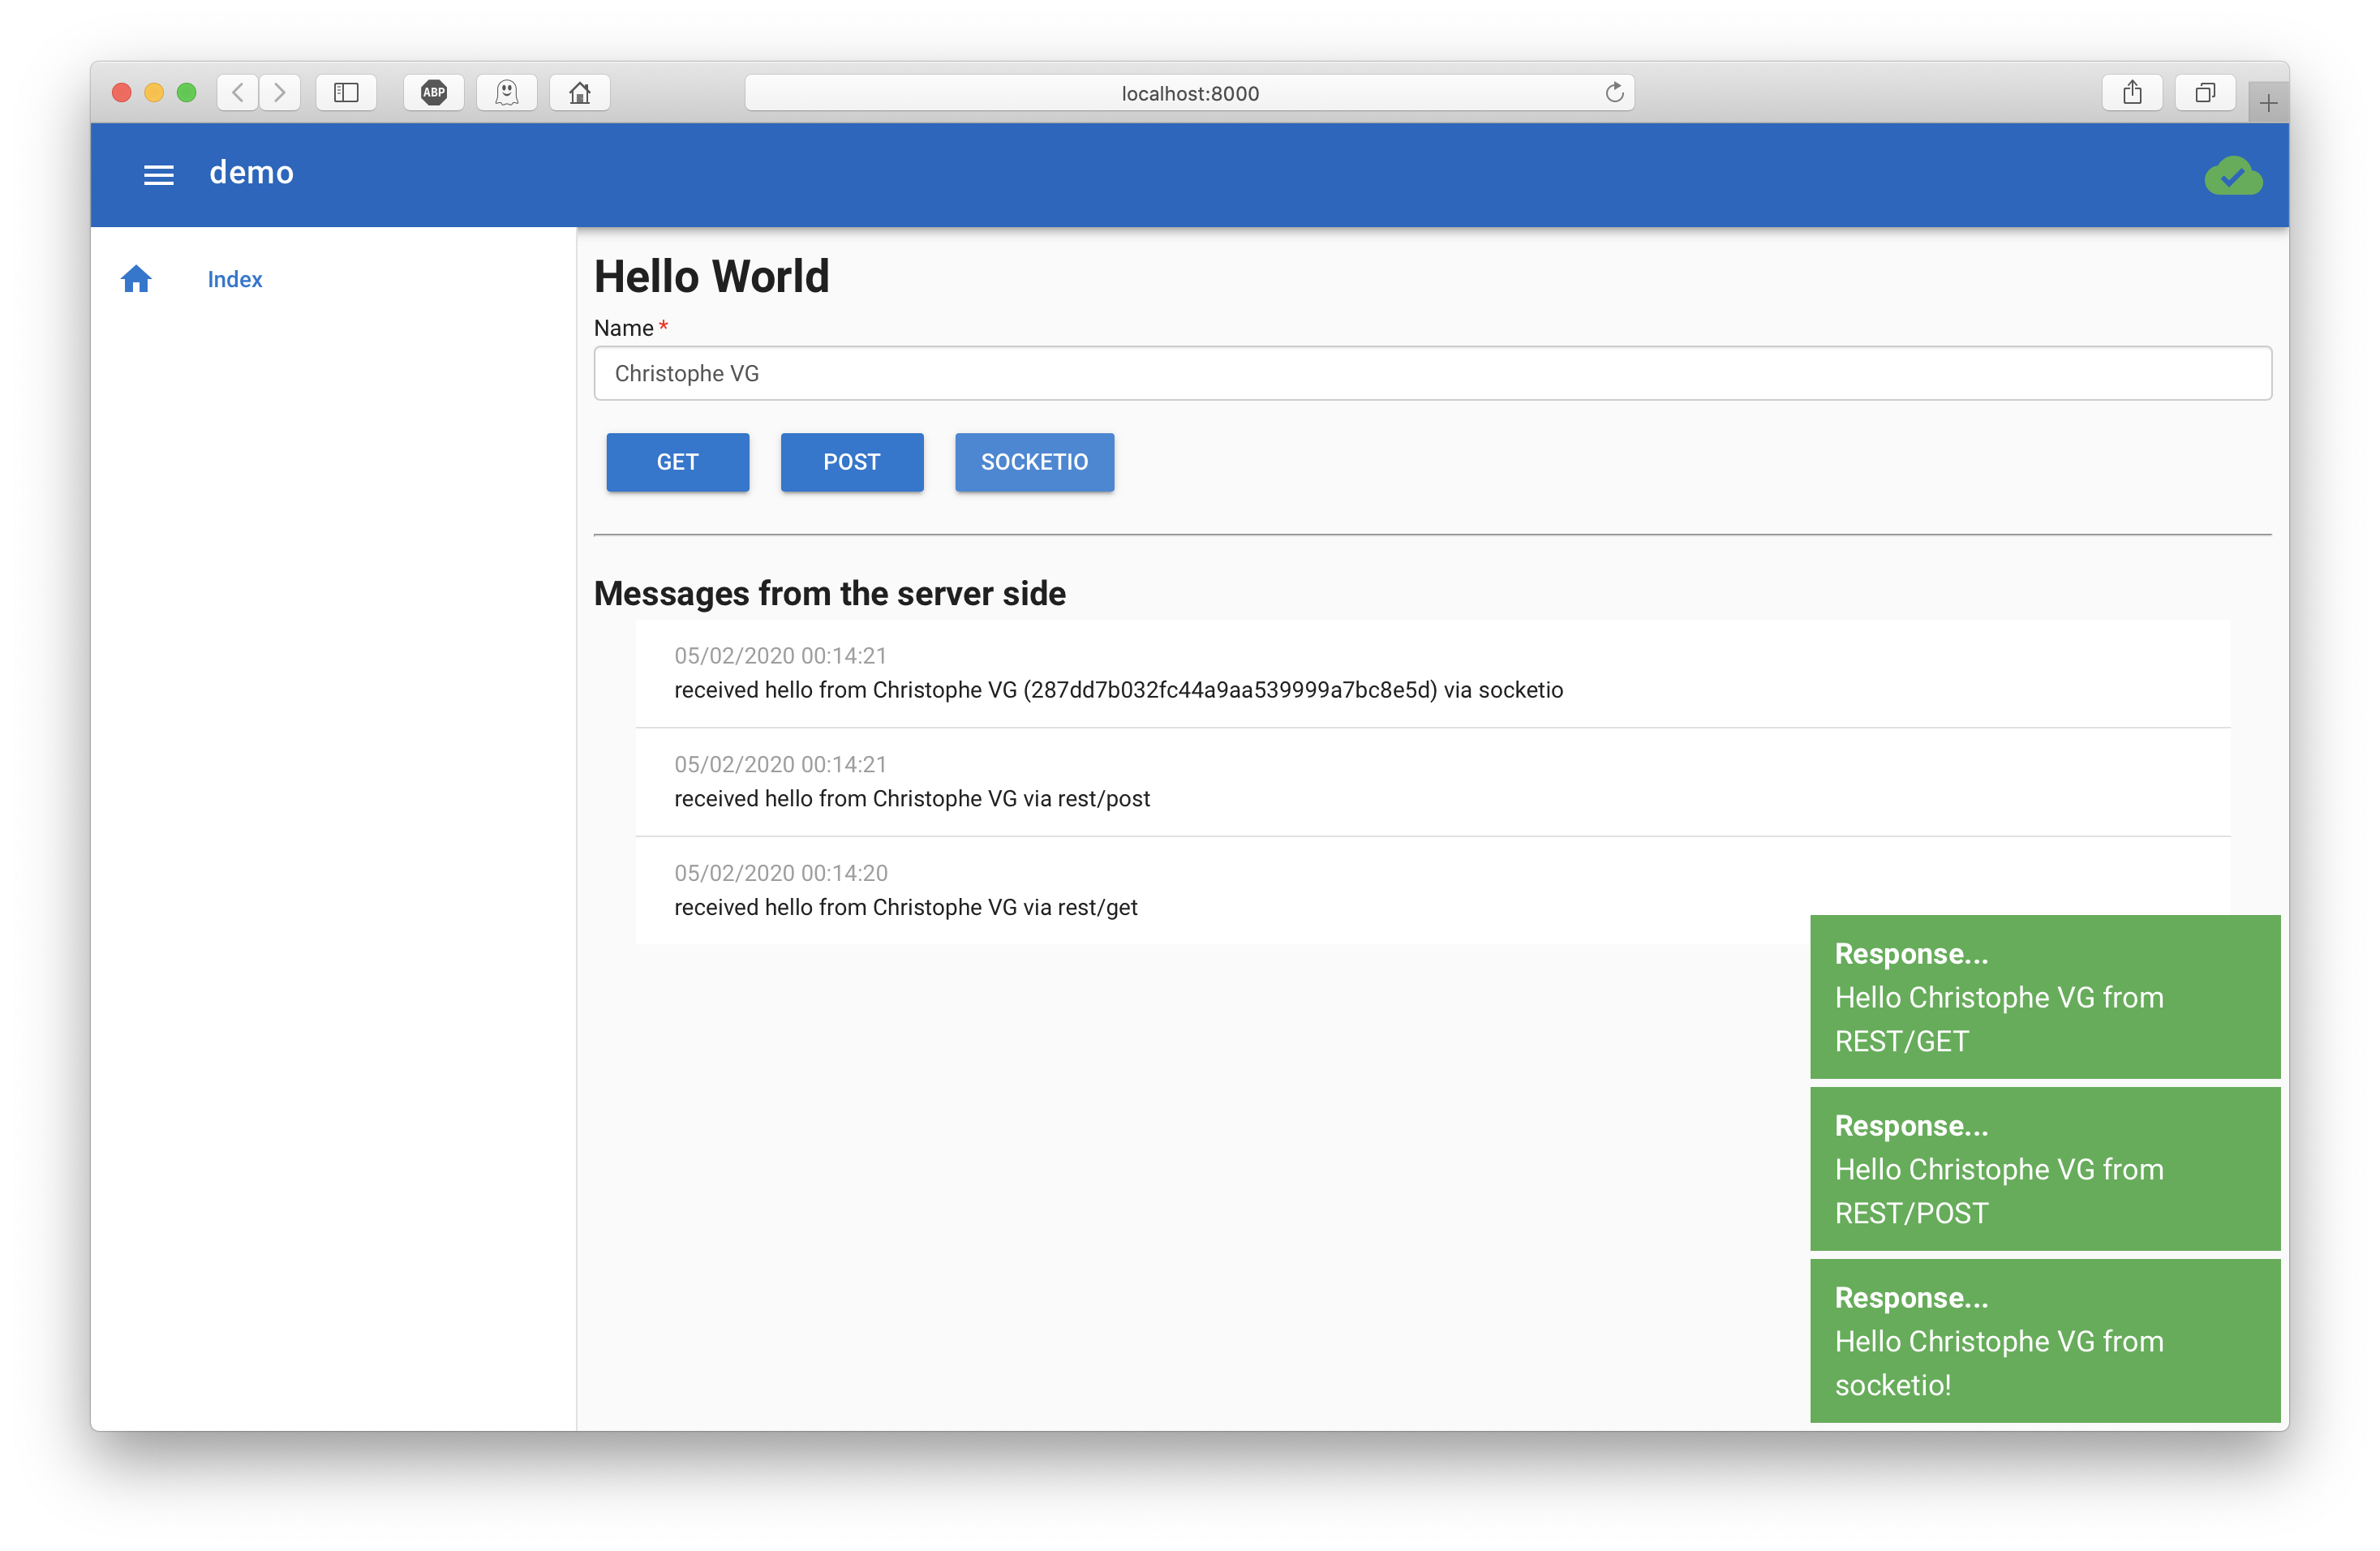 ABP
localhost:8000
demo
Index
Hello World
Name *
Christophe VG
GET
POST
SOCKETIO
Messages from the server side
05/02/2020 00:14:21
received hello from Christophe VG (287dd7b032fc44a9aa539999a7bc8e5d) via socketio
05/02/2020 00:14:21
received hello from Christophe VG via rest/post
05/02/2020 00:14:20
received hello from Christophe VG via rest/get
Response...
Hello Christophe VG from
REST/GET
Response...
Hello Christophe VG from
REST/POST
Response...
Hello Christophe VG from
socketio!